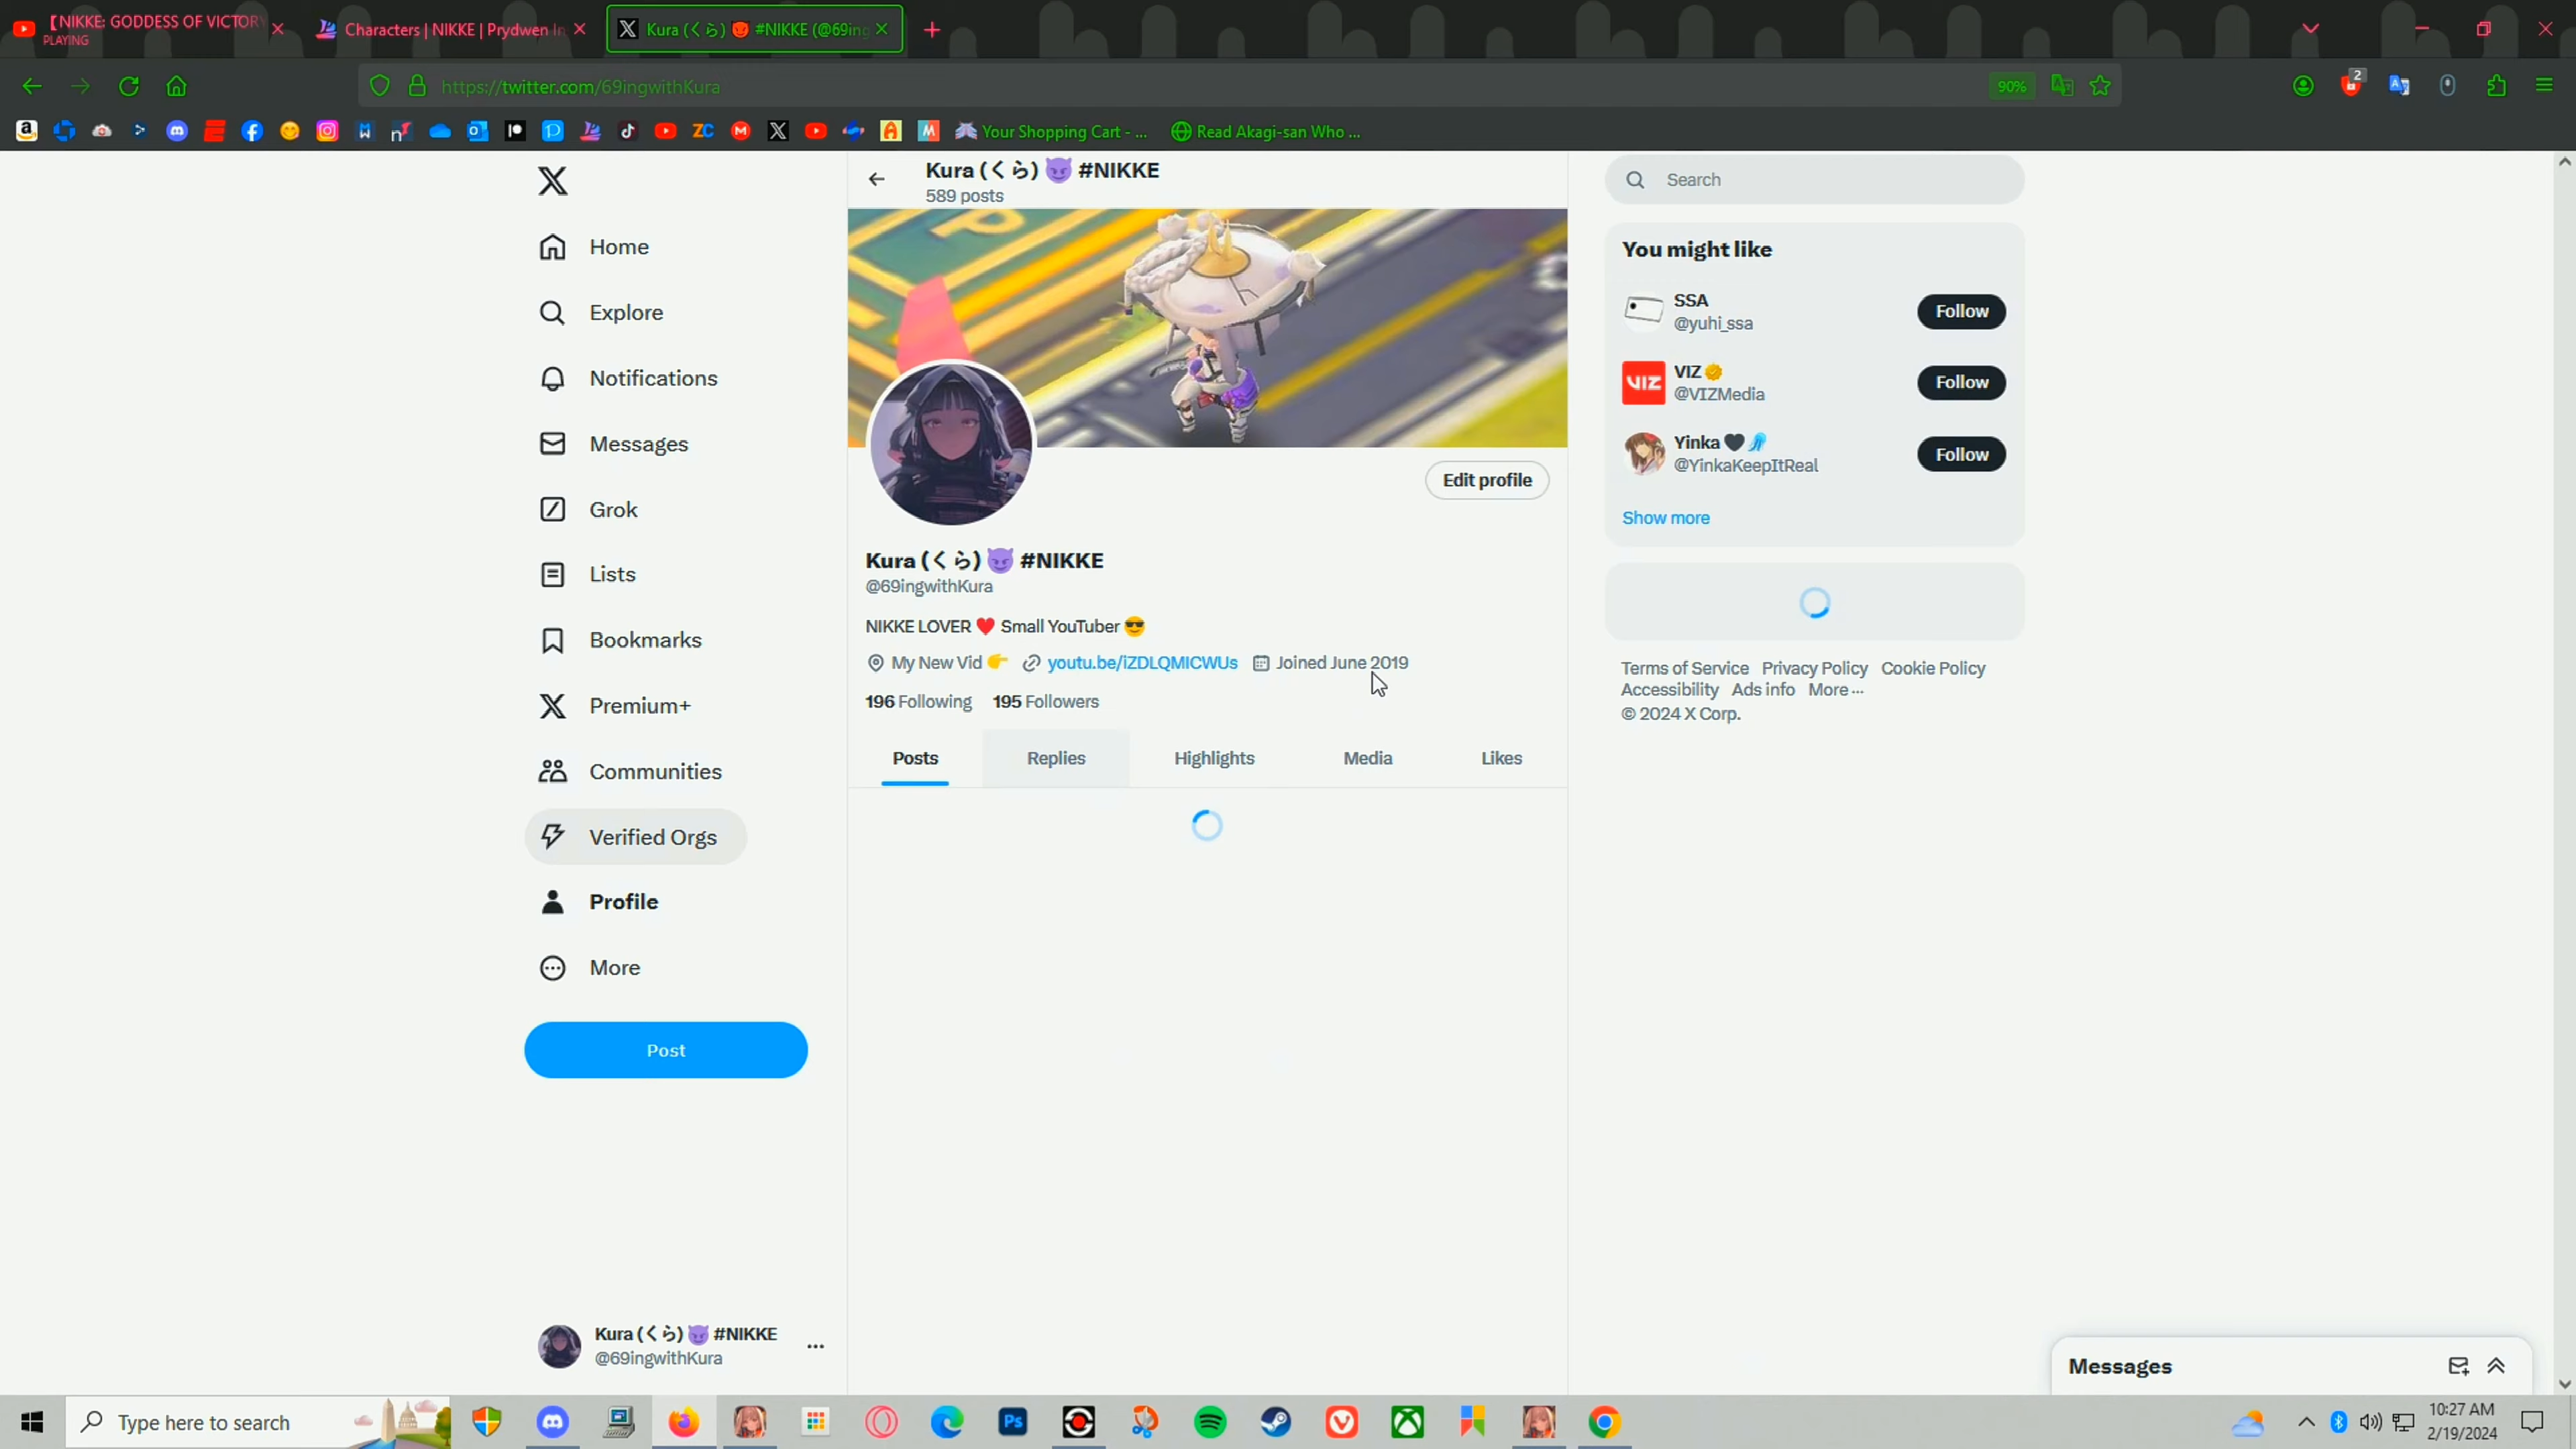 【NIKKE: GODDESS OF VICTORY
PLAYING
Characters | NIKKE | Prydwen In
Kura (くら) 😈 #NIKKE (@69ing
https://twitter.com/69ingwithKura
90%
2
Your Shopping Cart - ...
Read Akagi-san Who ...
Home
Explore
Notifications
Messages
Grok
Lists
Bookmarks
Premium+
Communities
Verified Orgs
Profile
More
Post
Kura (くら) 😈 #NIKKE
@69ingwithKura
Kura (くら) 😈 #NIKKE
589 posts
Edit profile
Kura (くら) 😈 #NIKKE
@69ingwithKura
NIKKE LOVER ❤️ Small YouTuber 😎
My New Vid 👉 youtu.be/iZDLQMICWUs Joined June 2019
196 Following 195 Followers
Posts Replies Highlights Media Likes
Search
You might like
SSA
@yuhi_ssa
Follow
VIZ
@VIZMedia
Follow
Yinka 🖤🪼
@YinkaKeepItReal
Follow
Show more
Terms of Service Privacy Policy Cookie Policy
Accessibility Ads info More ...
© 2024 X Corp.
Messages
Type here to search
10:27 AM
2/19/2024